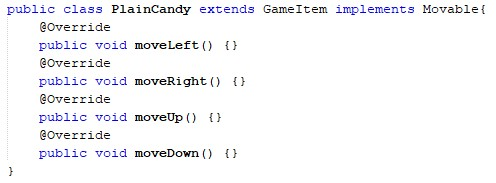 public class PlainCandy extends GameItem implements Movable{
    @Override
    public void moveLeft() {}
    @Override
    public void moveRight() {}
    @Override
    public void moveUp() {}
    @Override
    public void moveDown() {}
}